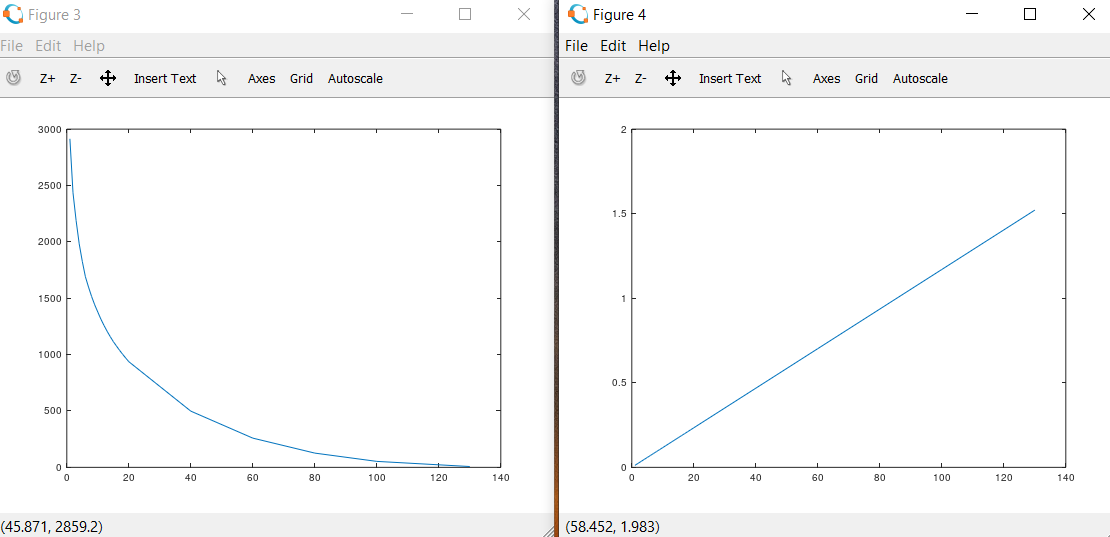 Figure 3
File Edit Help
Z+ Z- Insert Text Axes Grid Autoscale
3000
2500
2000
1500
1000
500
0
0 20 40 60 80 100 120 140
(45.871, 2859.2)
Figure 4
File Edit Help
Z+ Z- Insert Text Axes Grid Autoscale
2
1.5
1
0.5
0
0 20 40 60 80 100 120 140
(58.452, 1.983)